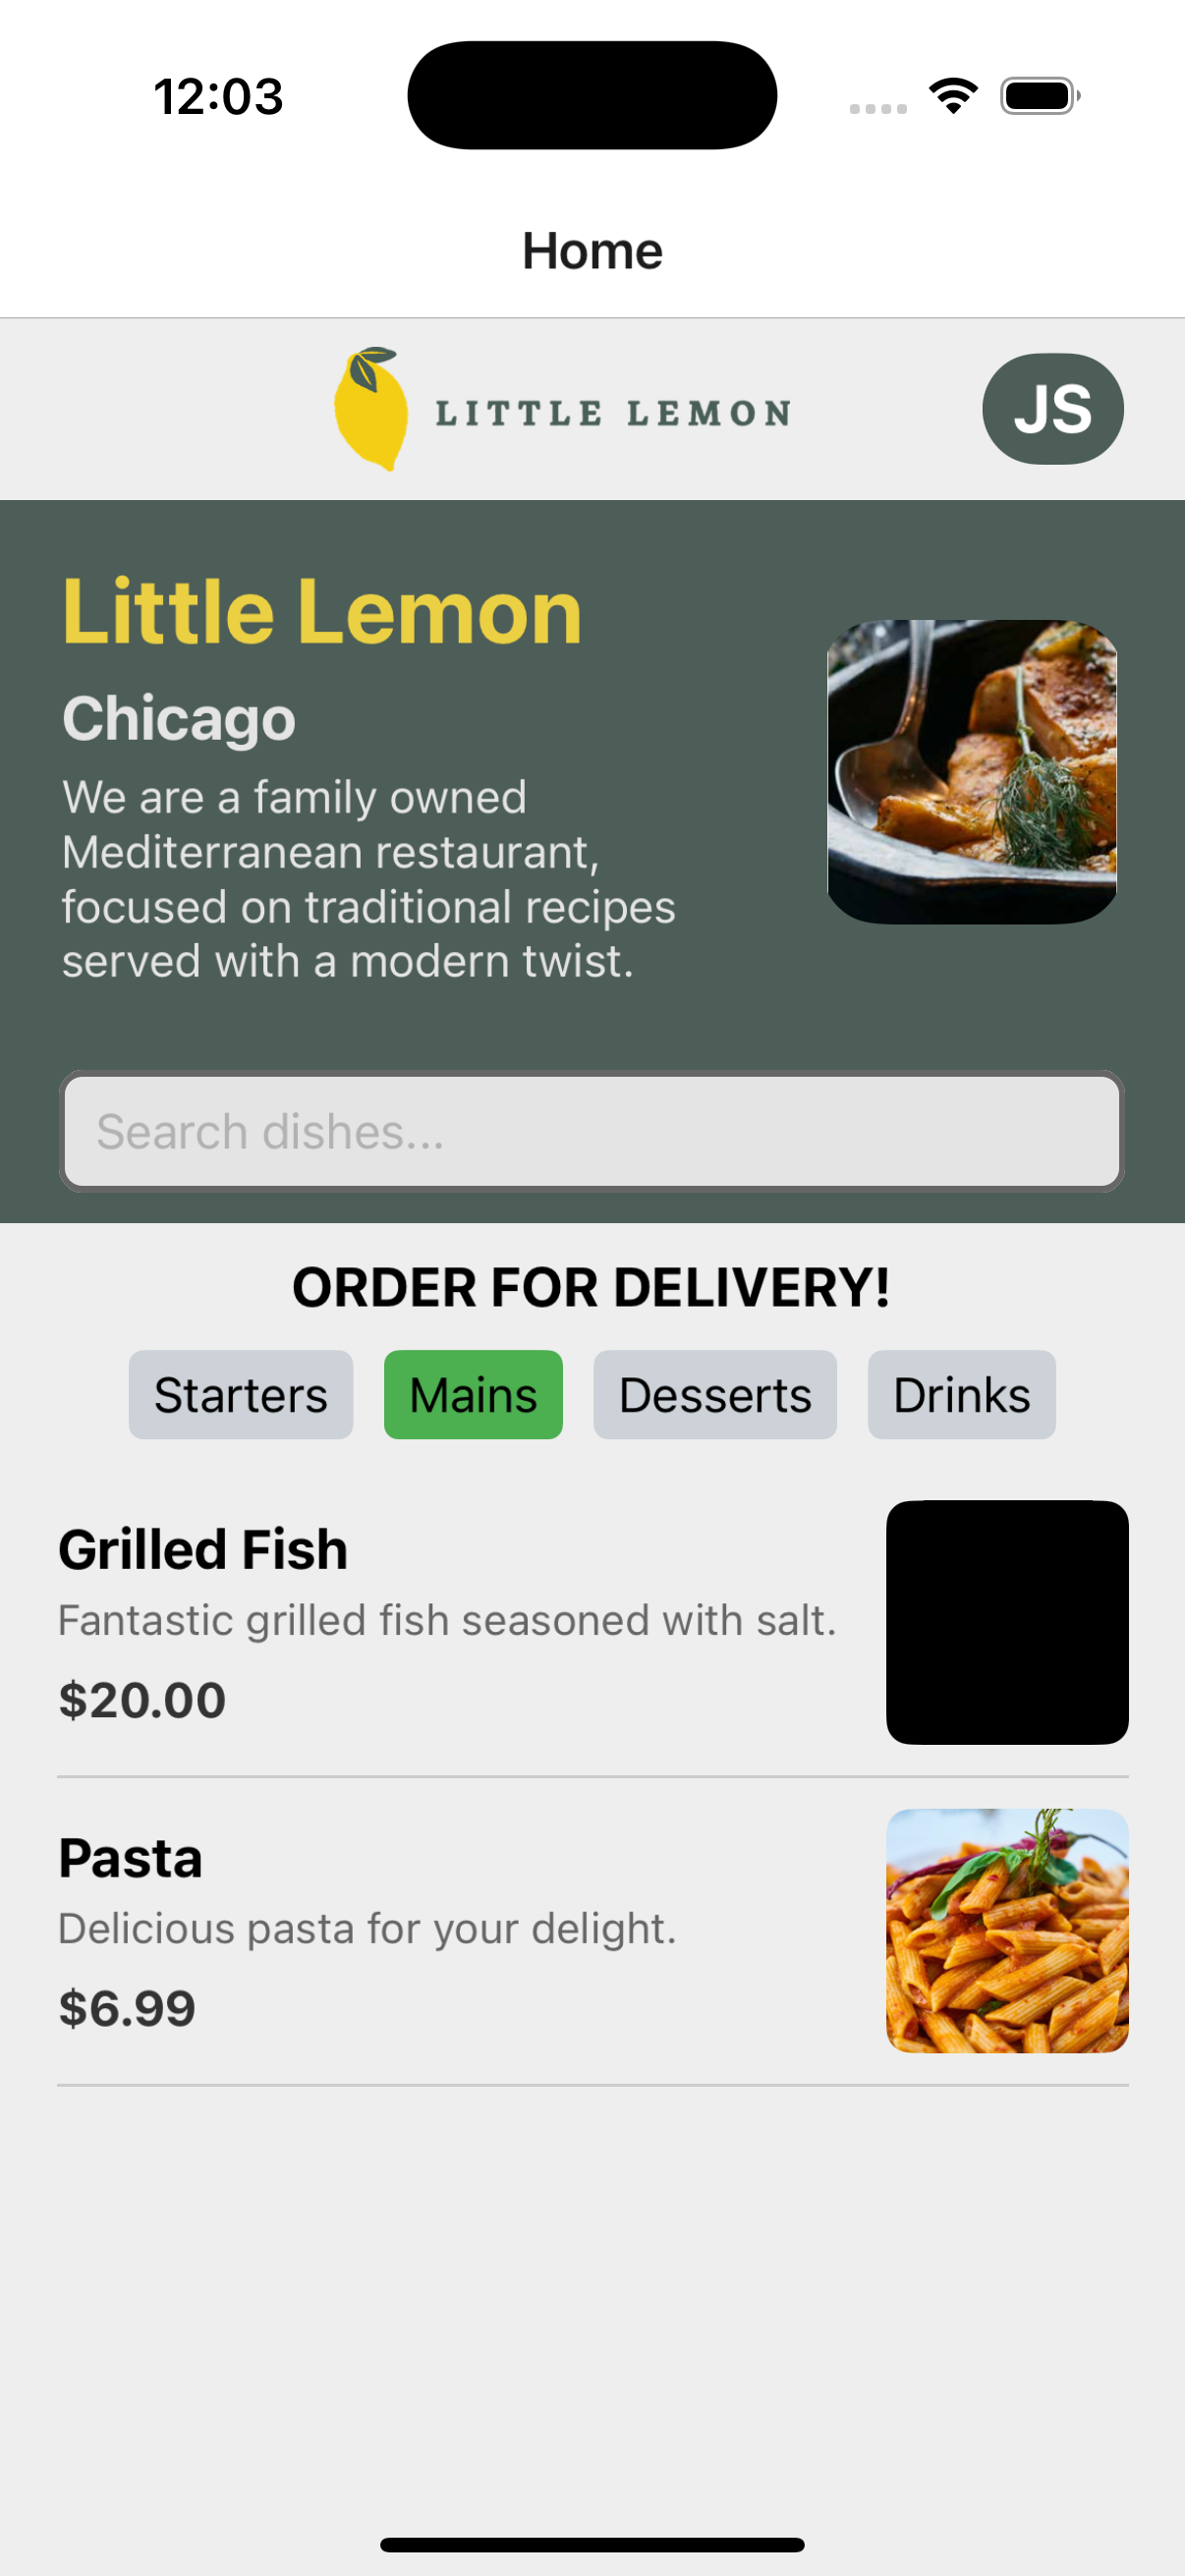 12:03
Home
LITTLE LEMON
JS
Little Lemon
Chicago
We are a family owned
Mediterranean restaurant,
focused on traditional recipes
served with a modern twist.
Search dishes...
ORDER FOR DELIVERY!
Starters Mains Desserts Drinks
Grilled Fish
Fantastic grilled fish seasoned with salt.
$20.00
Pasta
Delicious pasta for your delight.
$6.99